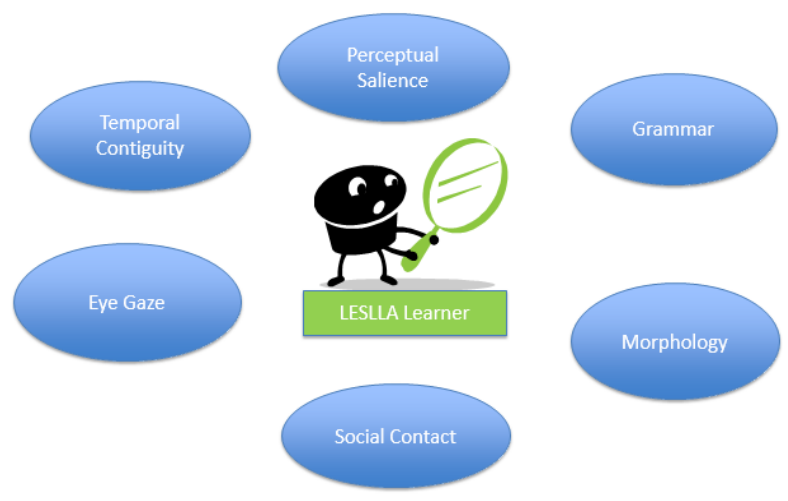 Perceptual
Salience
Temporal
Contiguity
Grammar
Eye Gaze
LESLLA Learner
Morphology
Social Contact